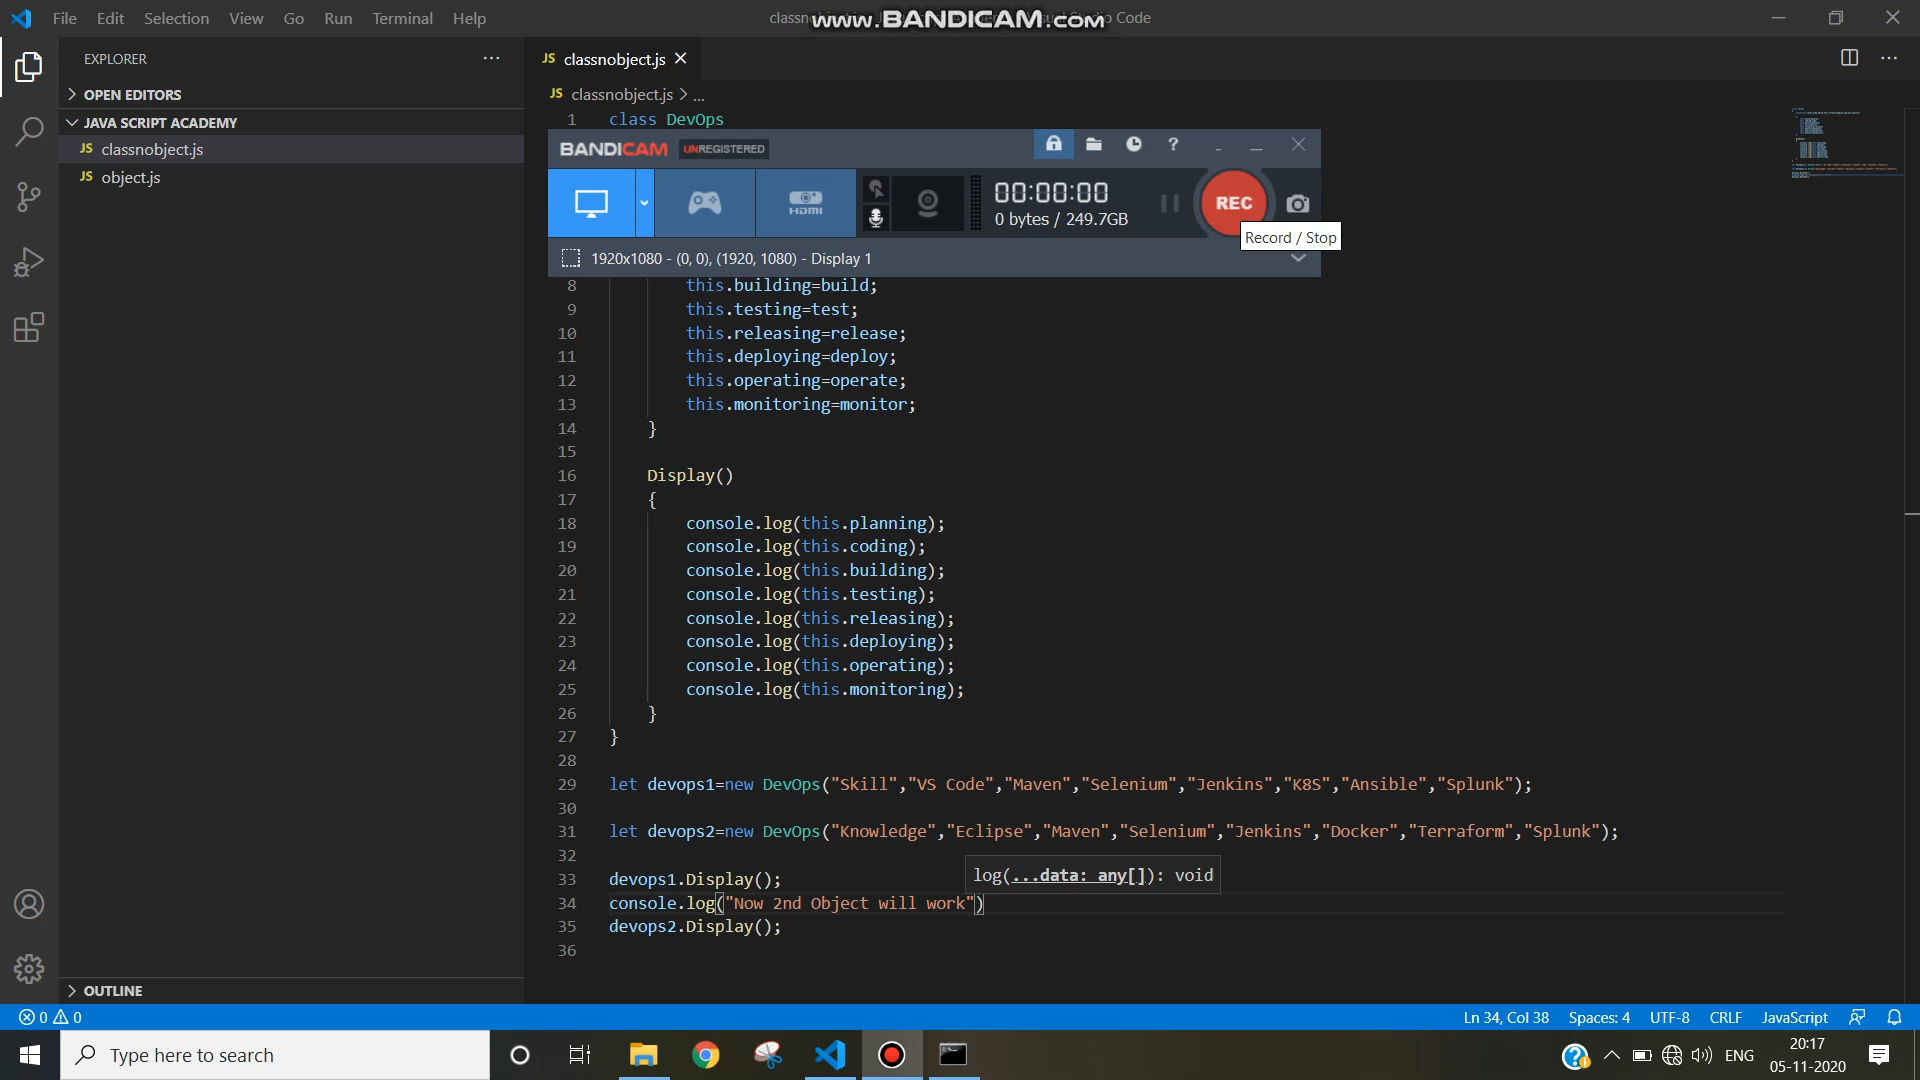 File Edit Selection View Go Run Terminal Help
www.BANDICAM.com
Code
EXPLORER
OPEN EDITORS
JAVA SCRIPT ACADEMY
JS classnobject.js
JS object.js
OUTLINE
JS classnobject.js
JS classnobject.js > ...
1 class DevOps
BANDICAM UNREGISTERED
?
HDMI
00:00:00
0 bytes / 249.7GB
REC
Record / Stop
1920x1080 - (0, 0), (1920, 1080) - Display 1
8 this.building=build;
9 this.testing=test;
10 this.releasing=release;
11 this.deploying=deploy;
12 this.operating=operate;
13 this.monitoring=monitor;
14 }
15
16 Display()
17 {
18 console.log(this.planning);
19 console.log(this.coding);
20 console.log(this.building);
21 console.log(this.testing);
22 console.log(this.releasing);
23 console.log(this.deploying);
24 console.log(this.operating);
25 console.log(this.monitoring);
26 }
27 }
28
29 let devops1=new DevOps("Skill","VS Code","Maven","Selenium","Jenkins","K8S","Ansible","Splunk");
30
31 let devops2=new DevOps("Knowledge","Eclipse","Maven","Selenium","Jenkins","Docker","Terraform","Splunk");
32
log(...data: any[]): void
33 devops1.Display();
34 console.log("Now 2nd Object will work")
35 devops2.Display();
36
0 0
Ln 34, Col 38 Spaces: 4 UTF-8 CRLF JavaScript
Type here to search
ENG
20:17
05-11-2020